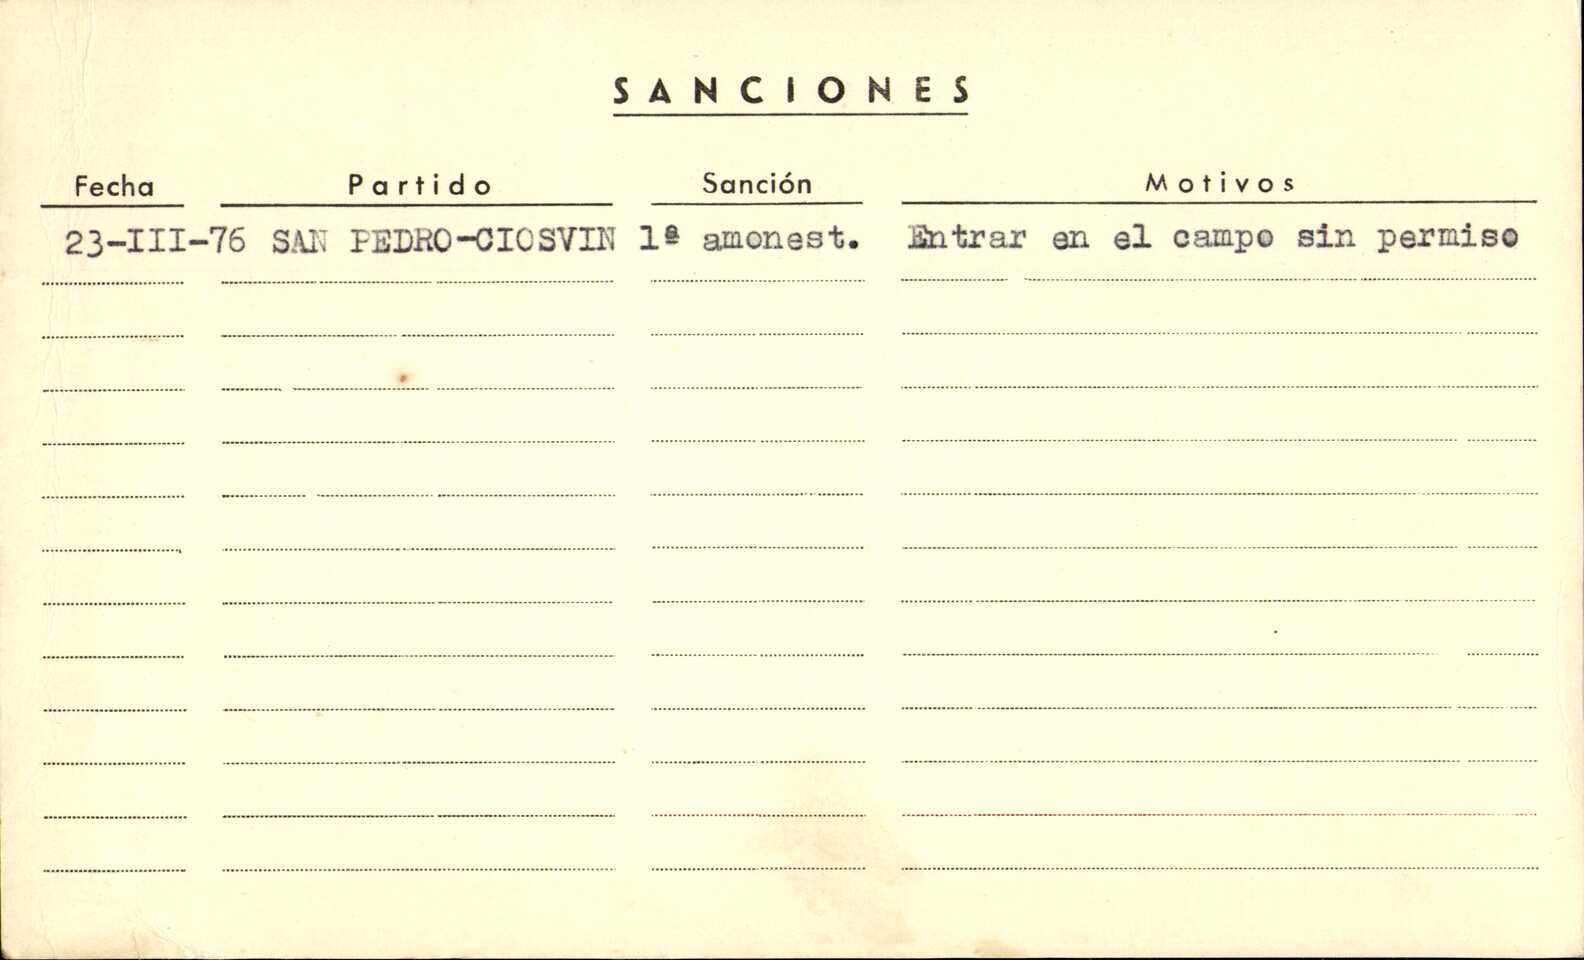 SANCIONES
Fecha Partido Sanción Motivos
23-III-76 SAN PEDRO-CIOSVIN 1ª amonest. Entrar en el campo sin permiso